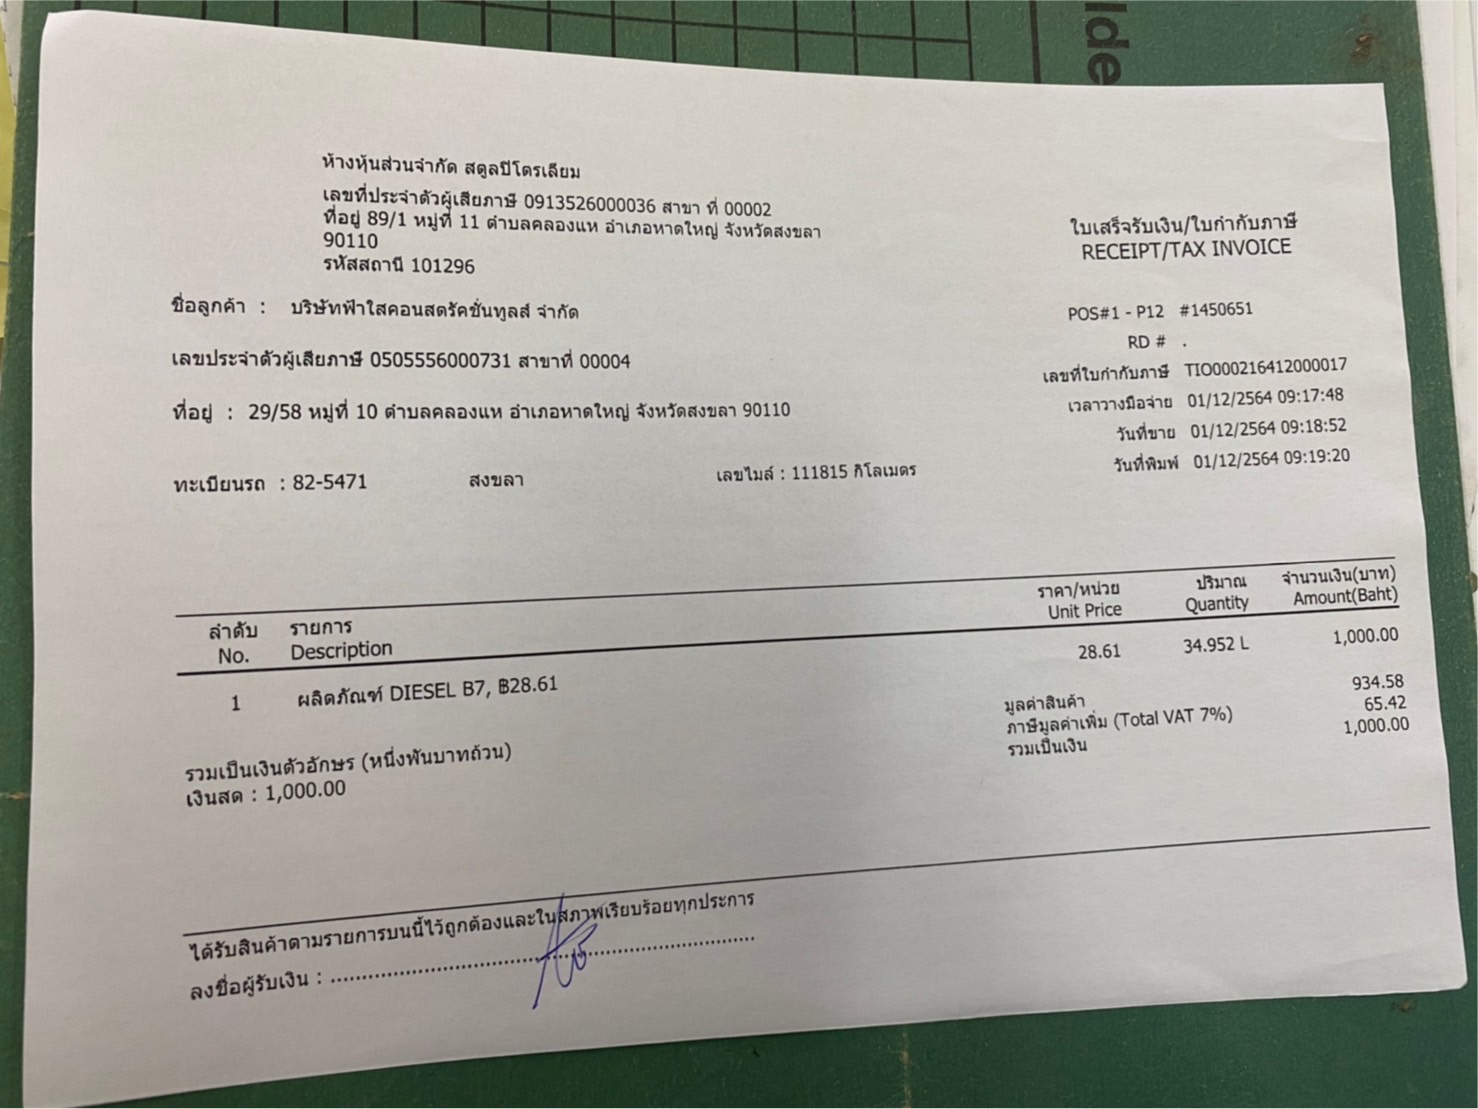 lde
ห้างหุ้นส่วนจำกัด สตูลปิโตรเลียม
เลขที่ประจำตัวผู้เสียภาษี 0913526000036 สาขา ที่ 00002
ที่อยู่ 89/1 หมู่ที่ 11 ตำบลคลองแห อำเภอหาดใหญ่ จังหวัดสงขลา
90110
รหัสสถานี 101296
ใบเสร็จรับเงิน/ใบกำกับภาษี
RECEIPT/TAX INVOICE
ชื่อลูกค้า : บริษัทฟ้าใสคอนสตรัคชั่นทูลส์ จำกัด
POS#1 - P12 #1450651
RD # .
เลขประจำตัวผู้เสียภาษี 0505556000731 สาขาที่ 00004
เลขที่ใบกำกับภาษี TIO000216412000017
เวลาวางมือจ่าย 01/12/2564 09:17:48
ที่อยู่ : 29/58 หมู่ที่ 10 ตำบลคลองแห อำเภอหาดใหญ่ จังหวัดสงขลา 90110
วันที่ขาย 01/12/2564 09:18:52
วันที่พิมพ์ 01/12/2564 09:19:20
ทะเบียนรถ : 82-5471 สงขลา เลขไมล์ : 111815 กิโลเมตร
ลำดับ รายการ ราคา/หน่วย ปริมาณ จำนวนเงิน(บาท)
No. Description Unit Price Quantity Amount(Baht)
1 ผลิตภัณฑ์ DIESEL B7, ฿28.61 28.61 34.952 L 1,000.00
มูลค่าสินค้า 934.58
ภาษีมูลค่าเพิ่ม (Total VAT 7%) 65.42
รวมเป็นเงิน 1,000.00
รวมเป็นเงินตัวอักษร (หนึ่งพันบาทถ้วน)
เงินสด : 1,000.00
ได้รับสินค้าตามรายการบนนี้ไว้ถูกต้องและในสภาพเรียบร้อยทุกประการ
ลงชื่อผู้รับเงิน : ....................................................................